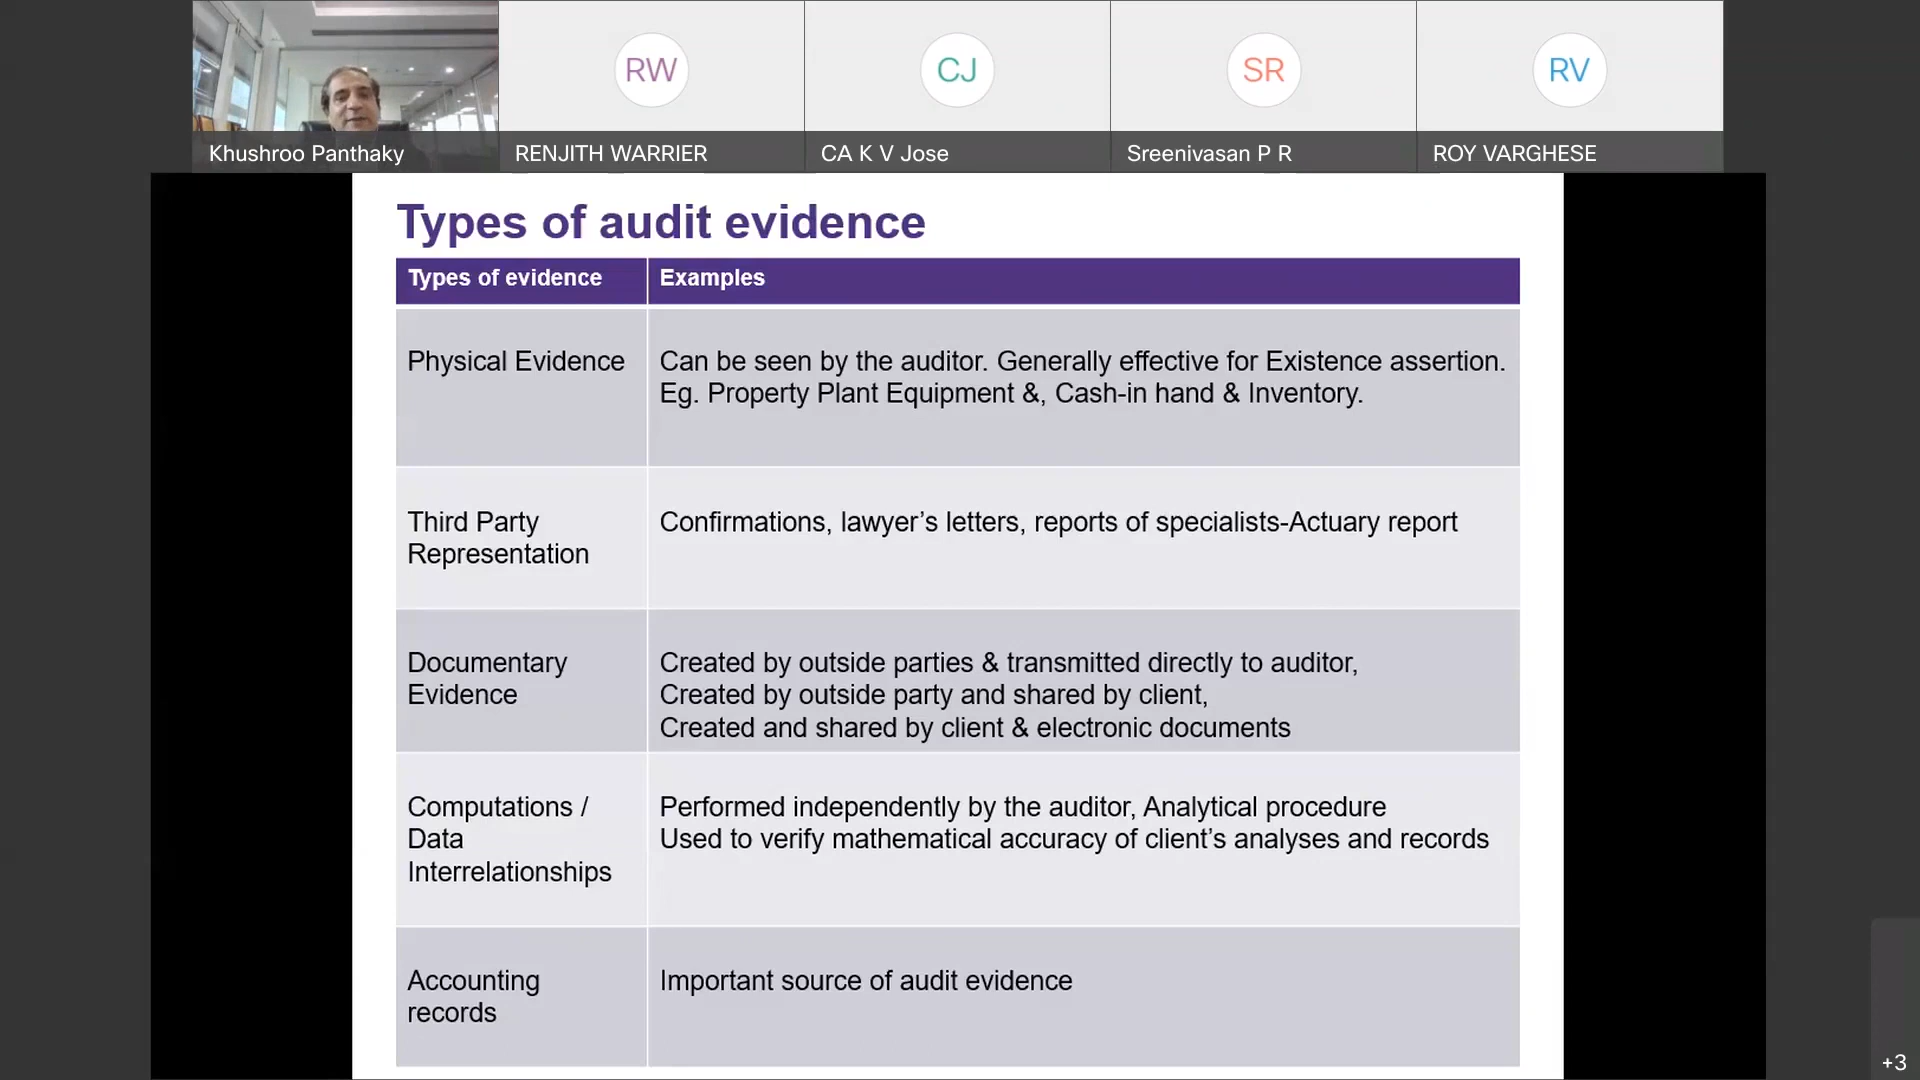 RW
CJ
SR
RV
Khushroo Panthaky
RENJITH WARRIER
CA K V Jose
Sreenivasan P R
ROY VARGHESE
Types of audit evidence
Types of evidence
Examples
Physical Evidence
Can be seen by the auditor. Generally effective for Existence assertion.
Eg. Property Plant Equipment &, Cash-in hand & Inventory.
Third Party
Representation
Confirmations, lawyer’s letters, reports of specialists-Actuary report
Documentary
Evidence
Created by outside parties & transmitted directly to auditor,
Created by outside party and shared by client,
Created and shared by client & electronic documents
Computations /
Data
Interrelationships
Performed independently by the auditor, Analytical procedure
Used to verify mathematical accuracy of client’s analyses and records
Accounting
records
Important source of audit evidence
+3